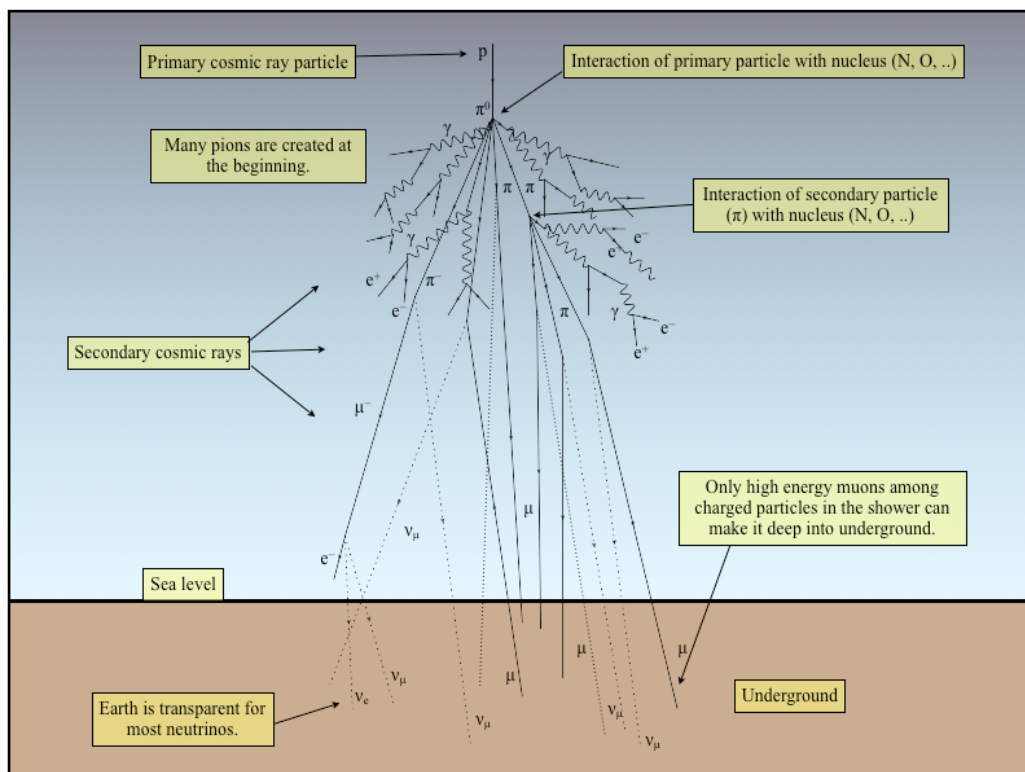 Primary cosmic ray particle
p
Interaction of primary particle with nucleus (N, O, ..)
π⁰
γ
γ
Many pions are created at
the beginning.
γ
π
π
Interaction of secondary particle
(π) with nucleus (N, O, ..)
γ
e⁻
e⁺
e⁺
π⁻
e⁻
π
γ
e⁻
e⁺
Secondary cosmic rays
μ⁻
Only high energy muons among
charged particles in the shower can
make it deep into underground.
μ
ν_μ
e⁻
Sea level
μ
μ
μ
ν_μ
ν_e
Underground
Earth is transparent for
most neutrinos.
ν_μ
ν_μ
ν_μ